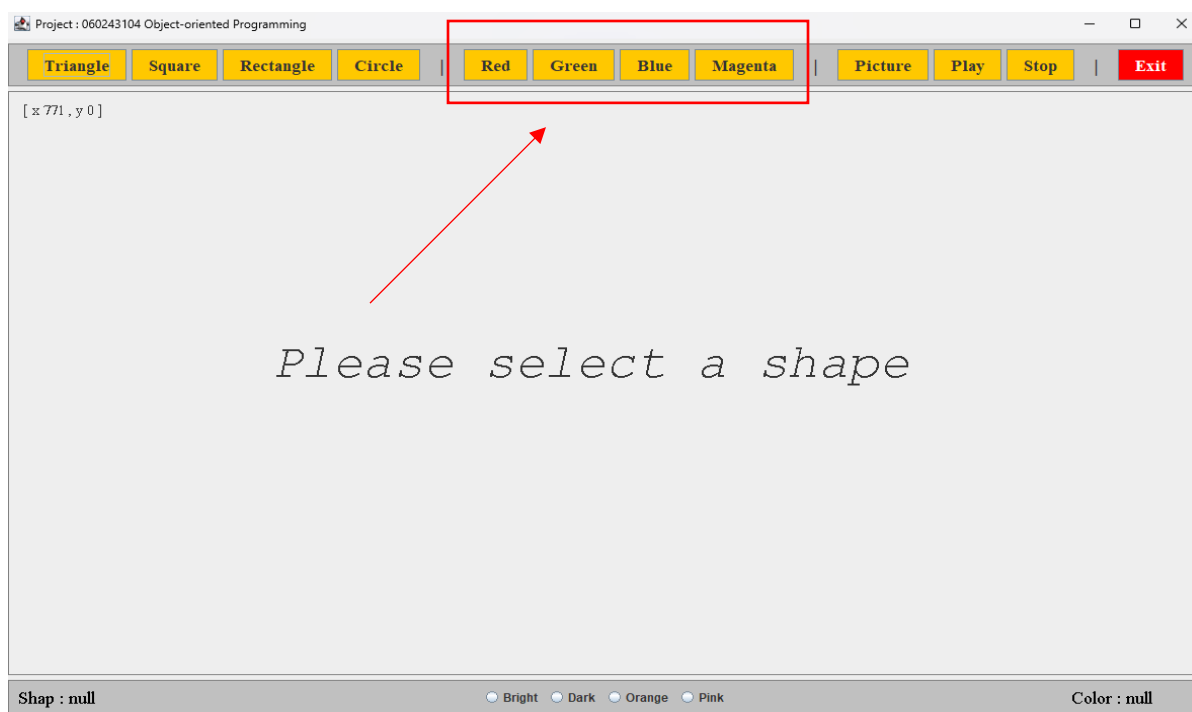 Project : 060243104 Object-oriented Programming
Triangle Square Rectangle Circle | Red Green Blue Magenta | Picture Play Stop | Exit
[ x 771 , y 0 ]
Please select a shape
Shap : null Bright Dark Orange Pink Color : null